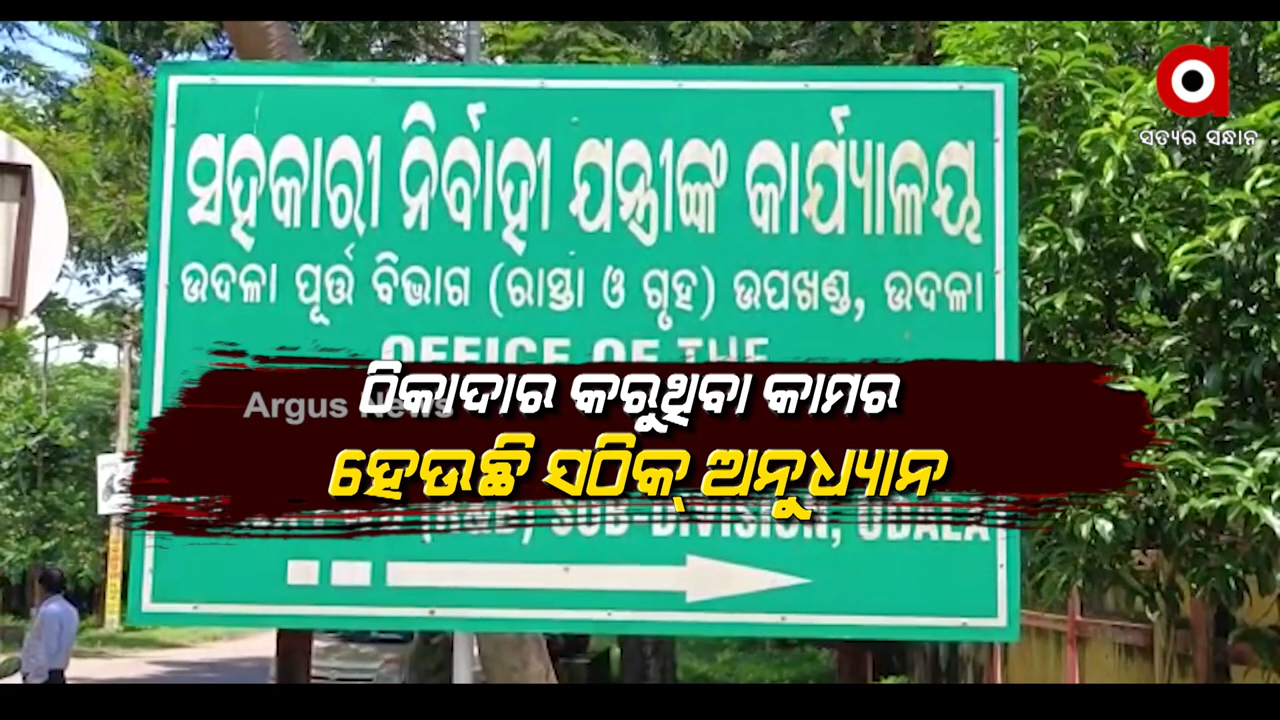 ସତ୍ୟର ସନ୍ଧାନ
ସହକାରୀ ନିର୍ବାହୀ ଯନ୍ତ୍ରୀଙ୍କ କାର୍ଯ୍ୟାଳୟ
ଉଦଳା ପୂର୍ତ୍ତ ବିଭାଗ (ରାସ୍ତା ଓ ଗୃହ) ଉପଖଣ୍ଡ, ଉଦଳା
OFFICE OF THE
Argus News
ଠିକାଦାର କରୁଥିବା କାମର
ହେଉଛି ସଠିକ୍ ଅନୁଧ୍ୟାନ
(R&B) SUB-DIVISION, UDALA